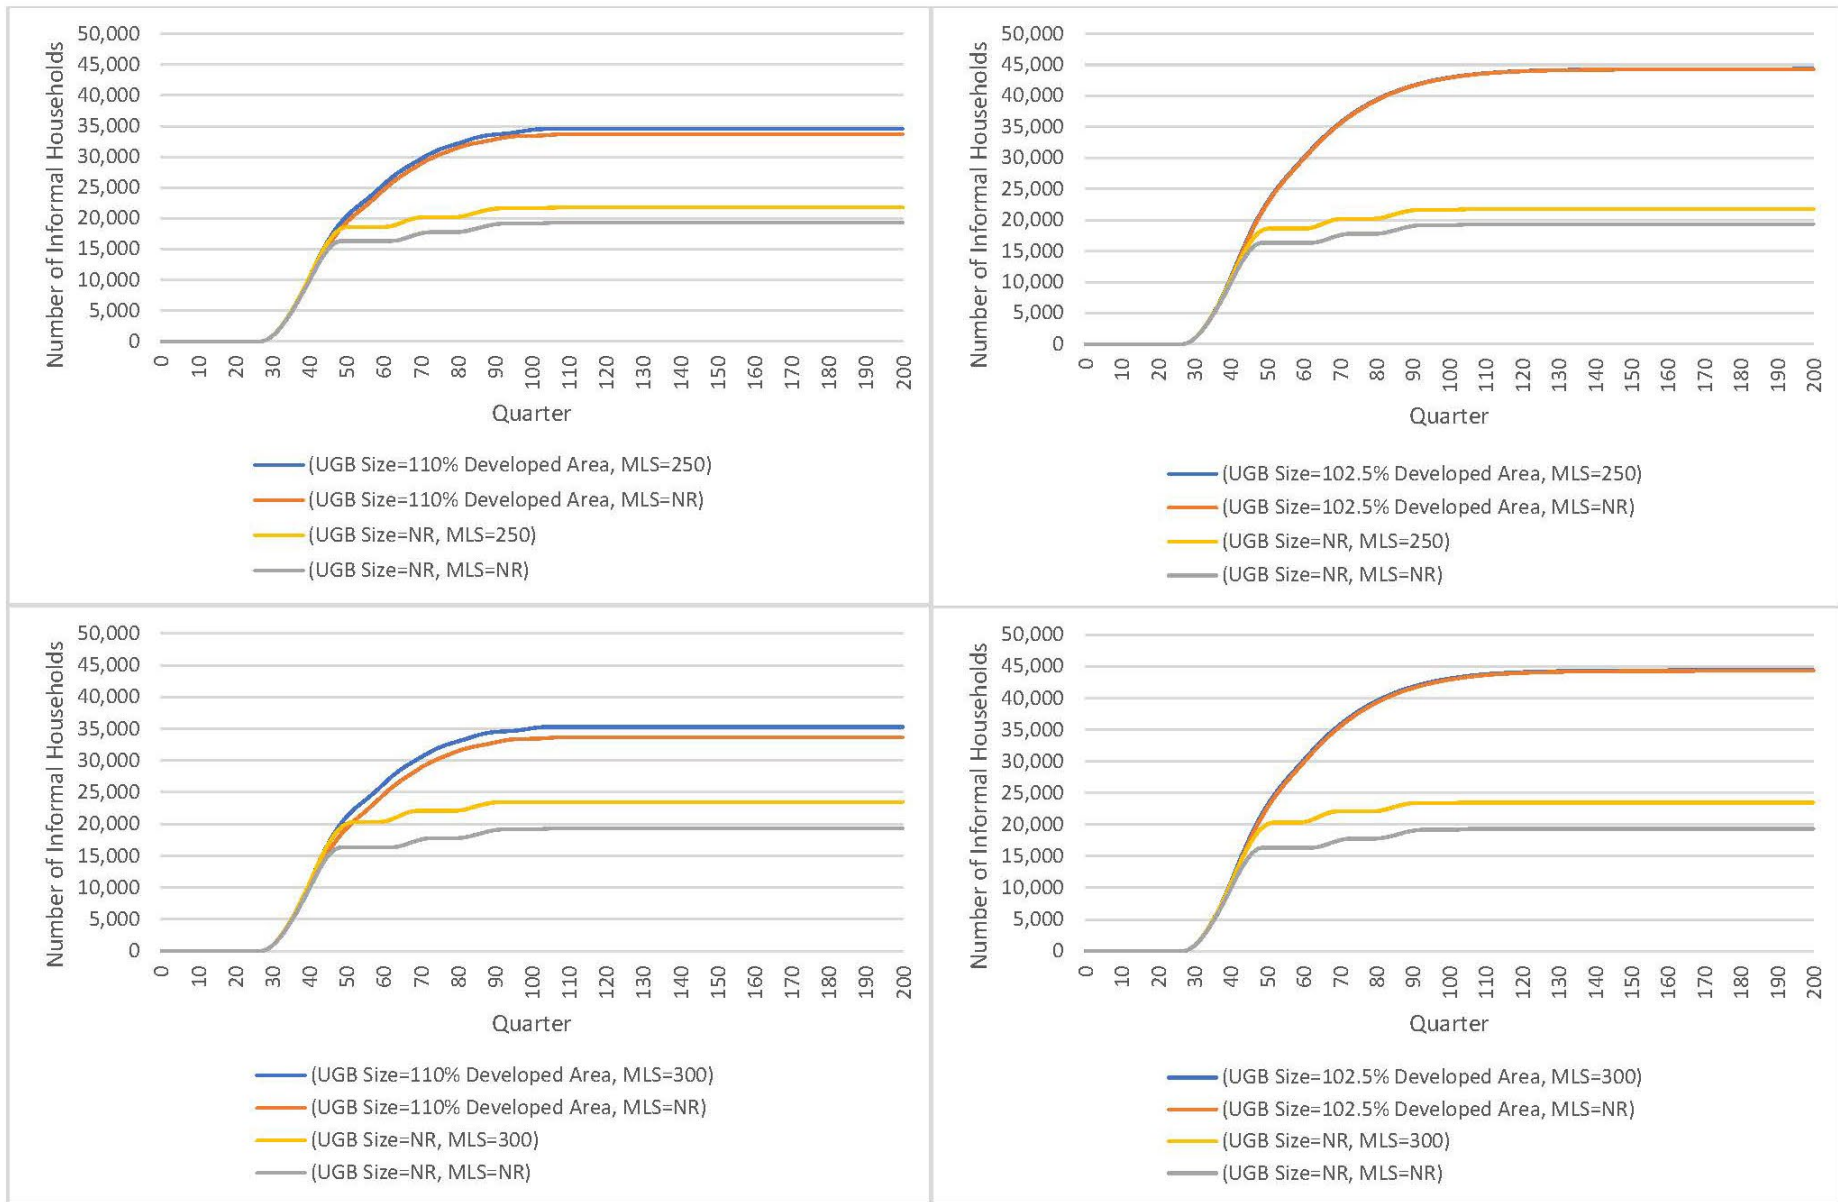 Number of Informal Households
50,000
45,000
40,000
35,000
30,000
25,000
20,000
15,000
10,000
5,000
0
0 10 20 30 40 50 60 70 80 90 100 110 120 130 140 150 160 170 180 190 200
Quarter
(UGB Size=110% Developed Area, MLS=250)
(UGB Size=110% Developed Area, MLS=NR)
(UGB Size=NR, MLS=250)
(UGB Size=NR, MLS=NR)
Number of Informal Households
50,000
45,000
40,000
35,000
30,000
25,000
20,000
15,000
10,000
5,000
0
0 10 20 30 40 50 60 70 80 90 100 110 120 130 140 150 160 170 180 190 200
Quarter
(UGB Size=102.5% Developed Area, MLS=250)
(UGB Size=102.5% Developed Area, MLS=NR)
(UGB Size=NR, MLS=250)
(UGB Size=NR, MLS=NR)
Number of Informal Households
50,000
45,000
40,000
35,000
30,000
25,000
20,000
15,000
10,000
5,000
0
0 10 20 30 40 50 60 70 80 90 100 110 120 130 140 150 160 170 180 190 200
Quarter
(UGB Size=110% Developed Area, MLS=300)
(UGB Size=110% Developed Area, MLS=NR)
(UGB Size=NR, MLS=300)
(UGB Size=NR, MLS=NR)
Number of Informal Households
50,000
45,000
40,000
35,000
30,000
25,000
20,000
15,000
10,000
5,000
0
0 10 20 30 40 50 60 70 80 90 100 110 120 130 140 150 160 170 180 190 200
Quarter
(UGB Size=102.5% Developed Area, MLS=300)
(UGB Size=102.5% Developed Area, MLS=NR)
(UGB Size=NR, MLS=300)
(UGB Size=NR, MLS=NR)